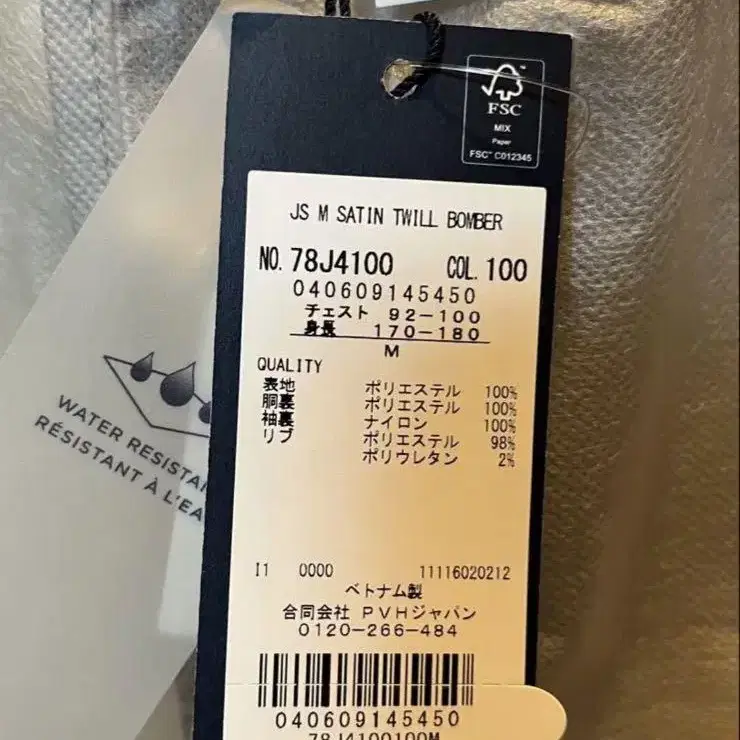 FSC™
MIX
Paper
FSC™ C012345
JS M SATIN TWILL BOMBER
NO. 78J4100 COL. 100
040609145450
チェスト 92-100
身長 170-180
M
QUALITY
表地 ポリエステル 100%
胴裏 ポリエステル 100%
袖裏 ナイロン 100%
リブ ポリエステル 98%
ポリウレタン 2%
I1 0000 11116020212
ベトナム製
合同会社 PVHジャパン
0120-266-484
040609145450
78J4100100M
WATER RESISTA
RÉSISTANT À L'EA